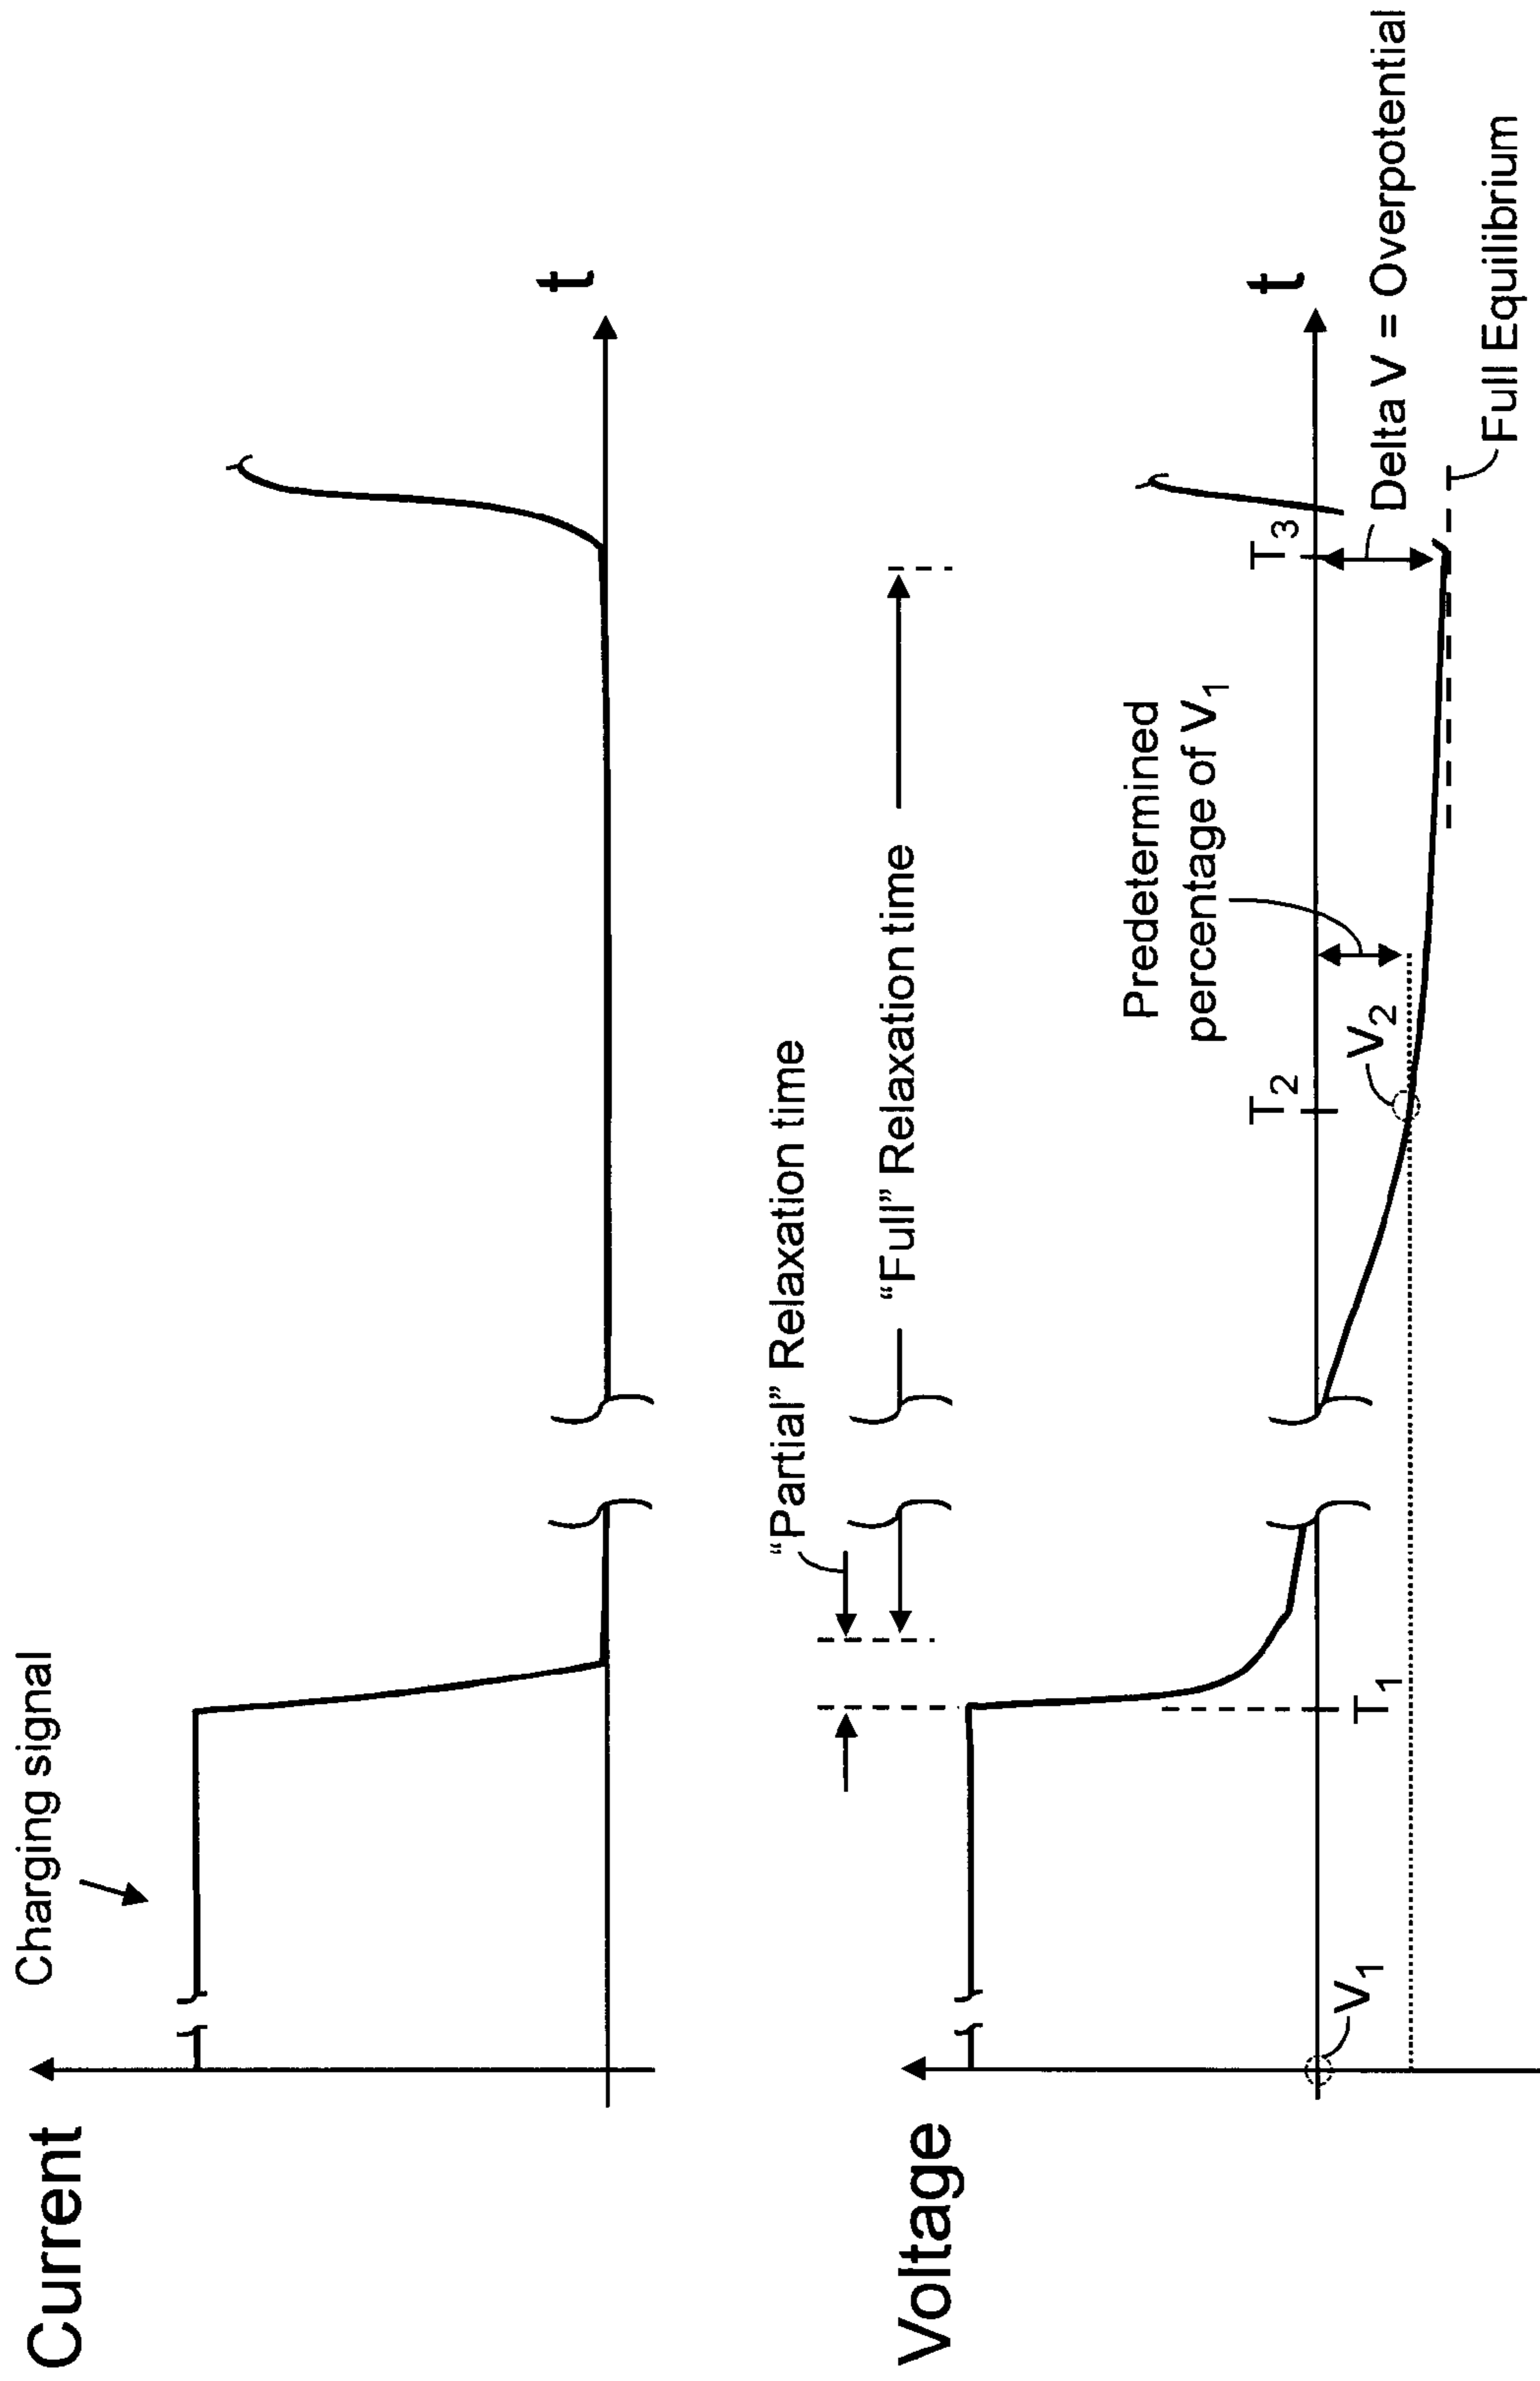 Current
Charging signal
t
“Partial” Relaxation time
“Full” Relaxation time
Voltage
t
V1
T1
T2
V2
Predetermined
percentage of V1
T3
Delta V = Overpotential
Full Equilibrium